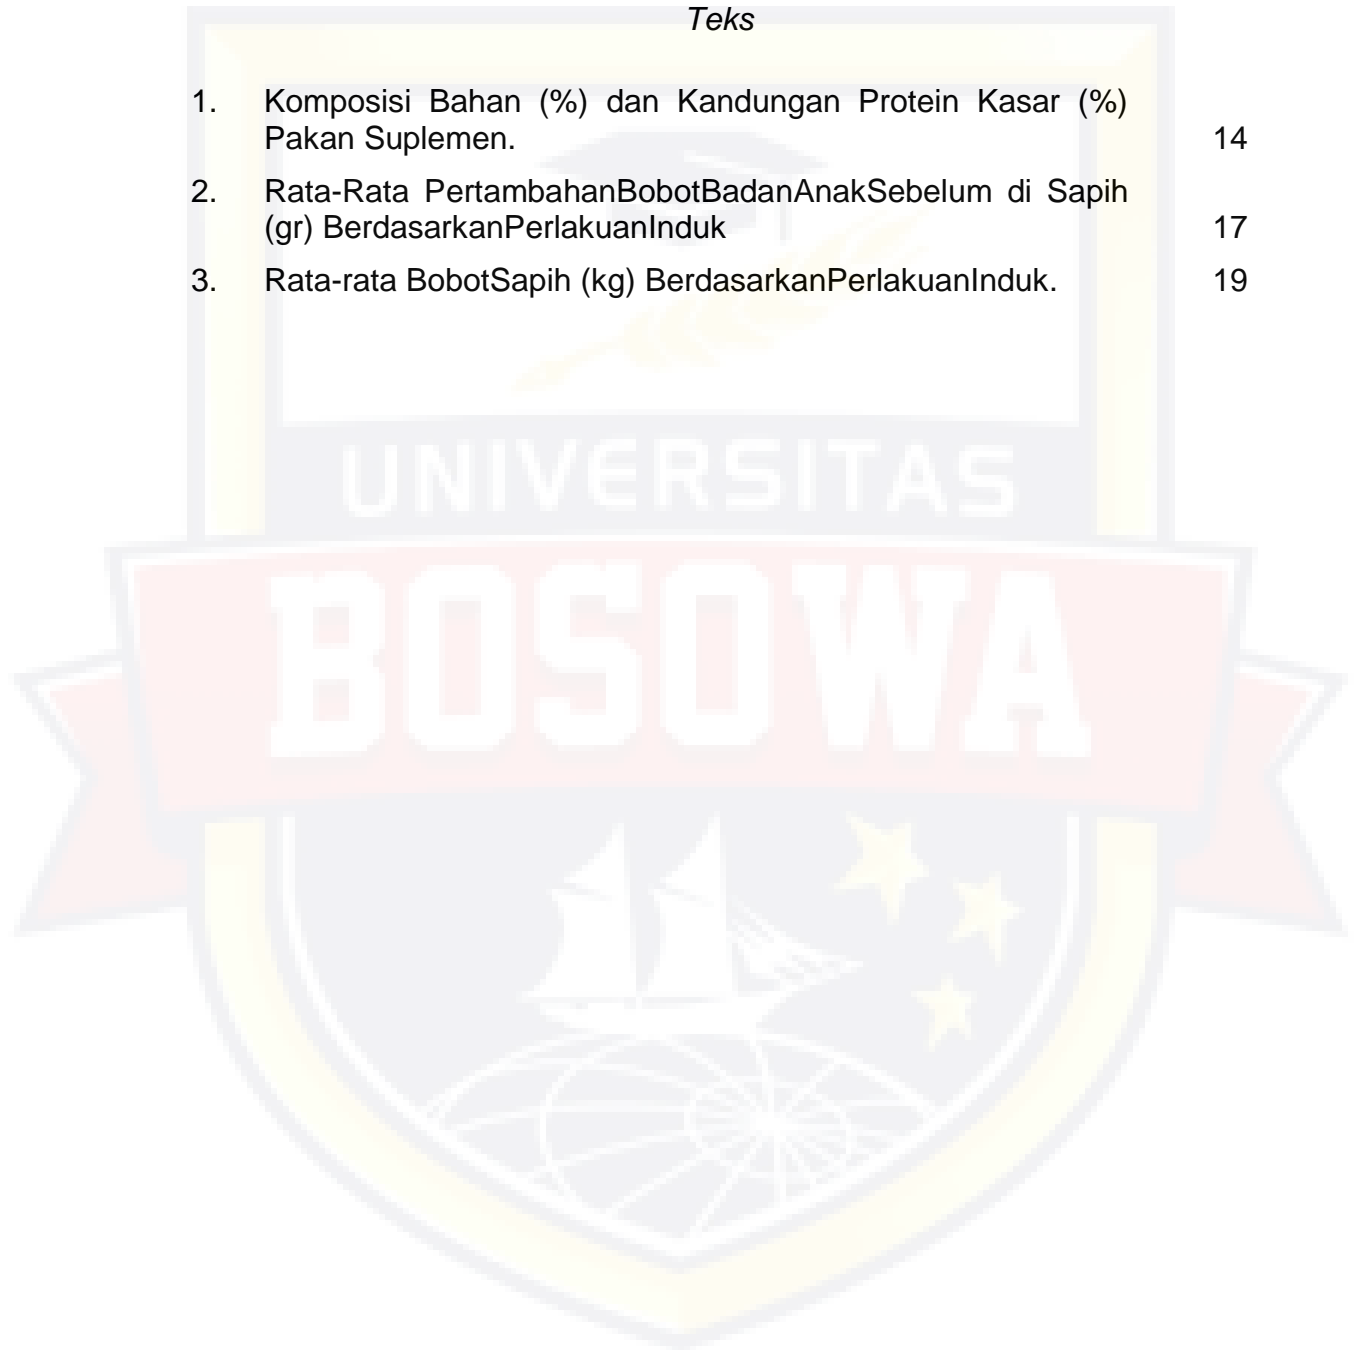 Teks
1. Komposisi Bahan (%) dan Kandungan Protein Kasar (%)
Pakan Suplemen. 14
2. Rata-Rata PertambahanBobotBadanAnakSebelum di Sapih
(gr) BerdasarkanPerlakuanInduk 17
3. Rata-rata BobotSapih (kg) BerdasarkanPerlakuanInduk. 19
UNIVERSITAS
BOSOWA